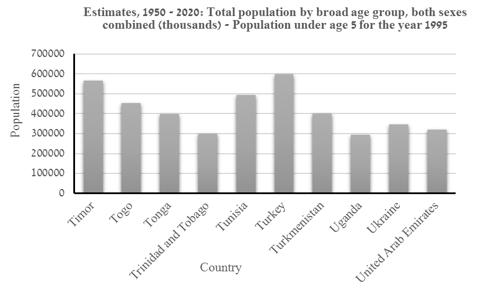 Estimates, 1950 - 2020: Total population by broad age group, both sexes
combined (thousands) - Population under age 5 for the year 1995
Population
700000
600000
500000
400000
300000
200000
100000
0
Timor
Togo
Tonga
Trinidad and Tobago
Tunisia
Turkey
Turkmenistan
Uganda
Ukraine
United Arab Emirates
Country